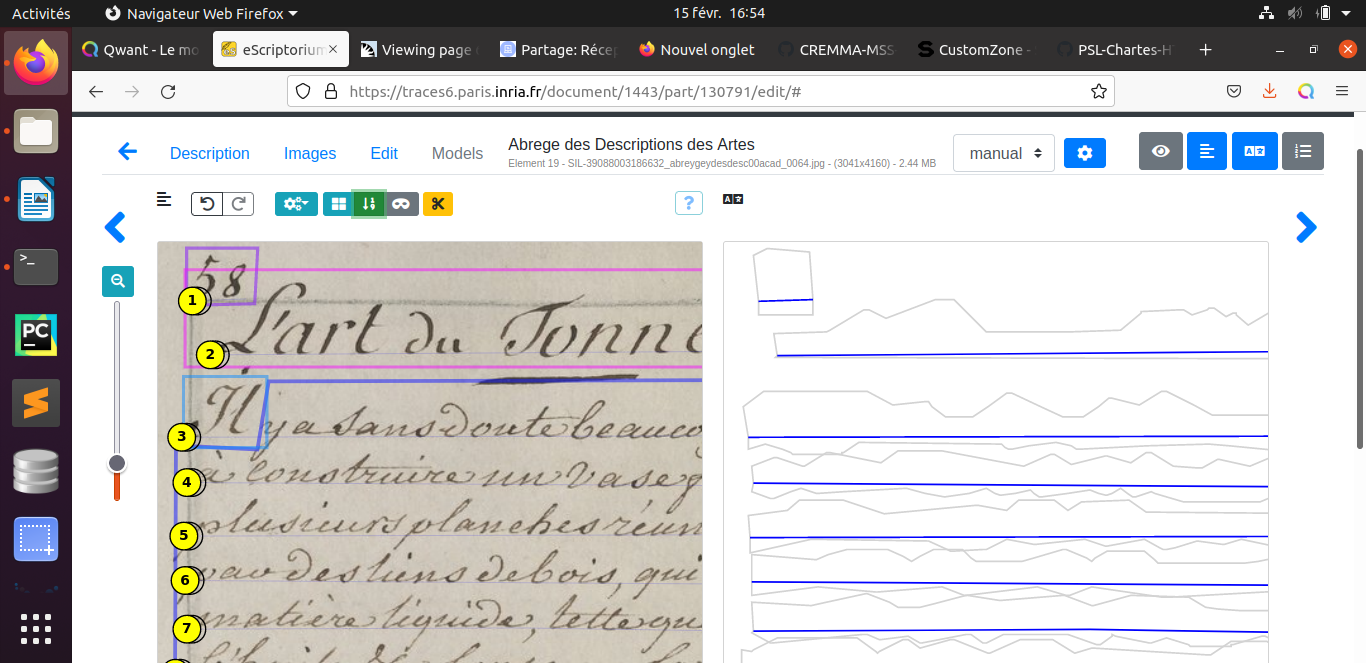 Activités
Navigateur Web Firefox
15 févr. 16:54
Qwant - Le mo
eScriptorium
Viewing page
Partage: Récep
Nouvel onglet
CREMMA-MSS
CustomZone -
PSL-Chartes-H
https://traces6.paris.inria.fr/document/1443/part/130791/edit/#
Description
Images
Edit
Models
Abrege des Descriptions des Artes
Element 19 - SIL-39088003186632_abreygeydesdesc00acad_0064.jpg - (3041x4160) - 2.44 MB
manual
58
1
L'art du Tonne
2
Il y a sans doute beauco
3
à construire un vase
4
plusieurs planches réun
5
par des liens de bois, qui
6
matière liquide, telle qu
7